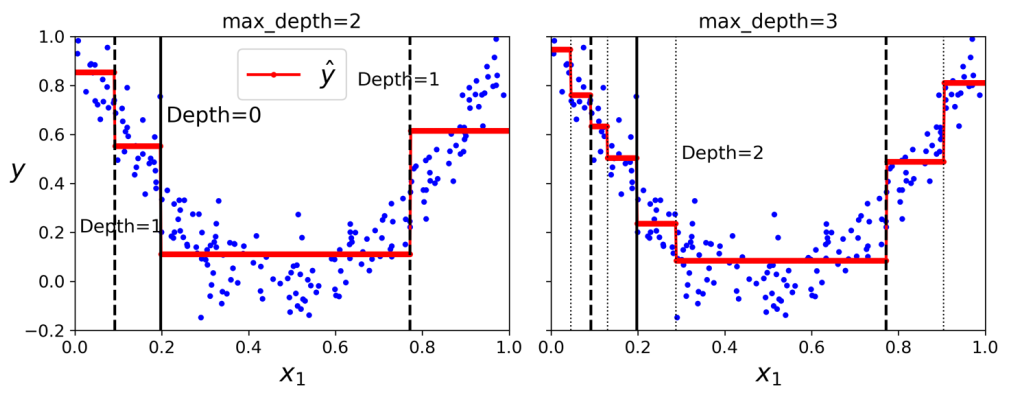 max_depth=2
1.0
0.8
0.6
0.4
0.2
0.0
−0.2
y
ŷ
Depth=1
Depth=0
Depth=1
0.0 0.2 0.4 0.6 0.8 1.0
x₁
max_depth=3
Depth=2
0.0 0.2 0.4 0.6 0.8 1.0
x₁